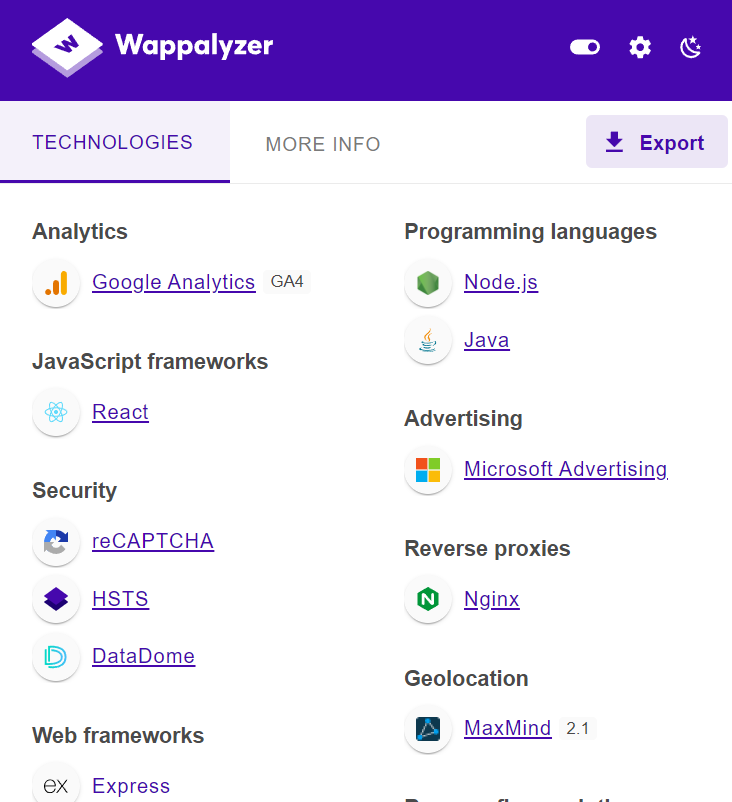 Wappalyzer
TECHNOLOGIES
MORE INFO
Export
Analytics
Google Analytics GA4
JavaScript frameworks
React
Security
reCAPTCHA
HSTS
DataDome
Web frameworks
ex Express
Programming languages
Node.js
Java
Advertising
Microsoft Advertising
Reverse proxies
Nginx
Geolocation
MaxMind 2.1